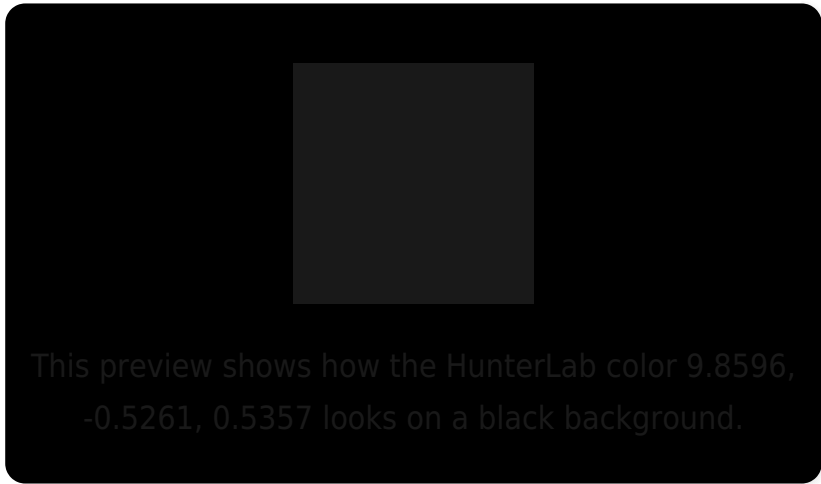 This preview shows how the HunterLab color 9.8596,
-0.5261, 0.5357 looks on a black background.